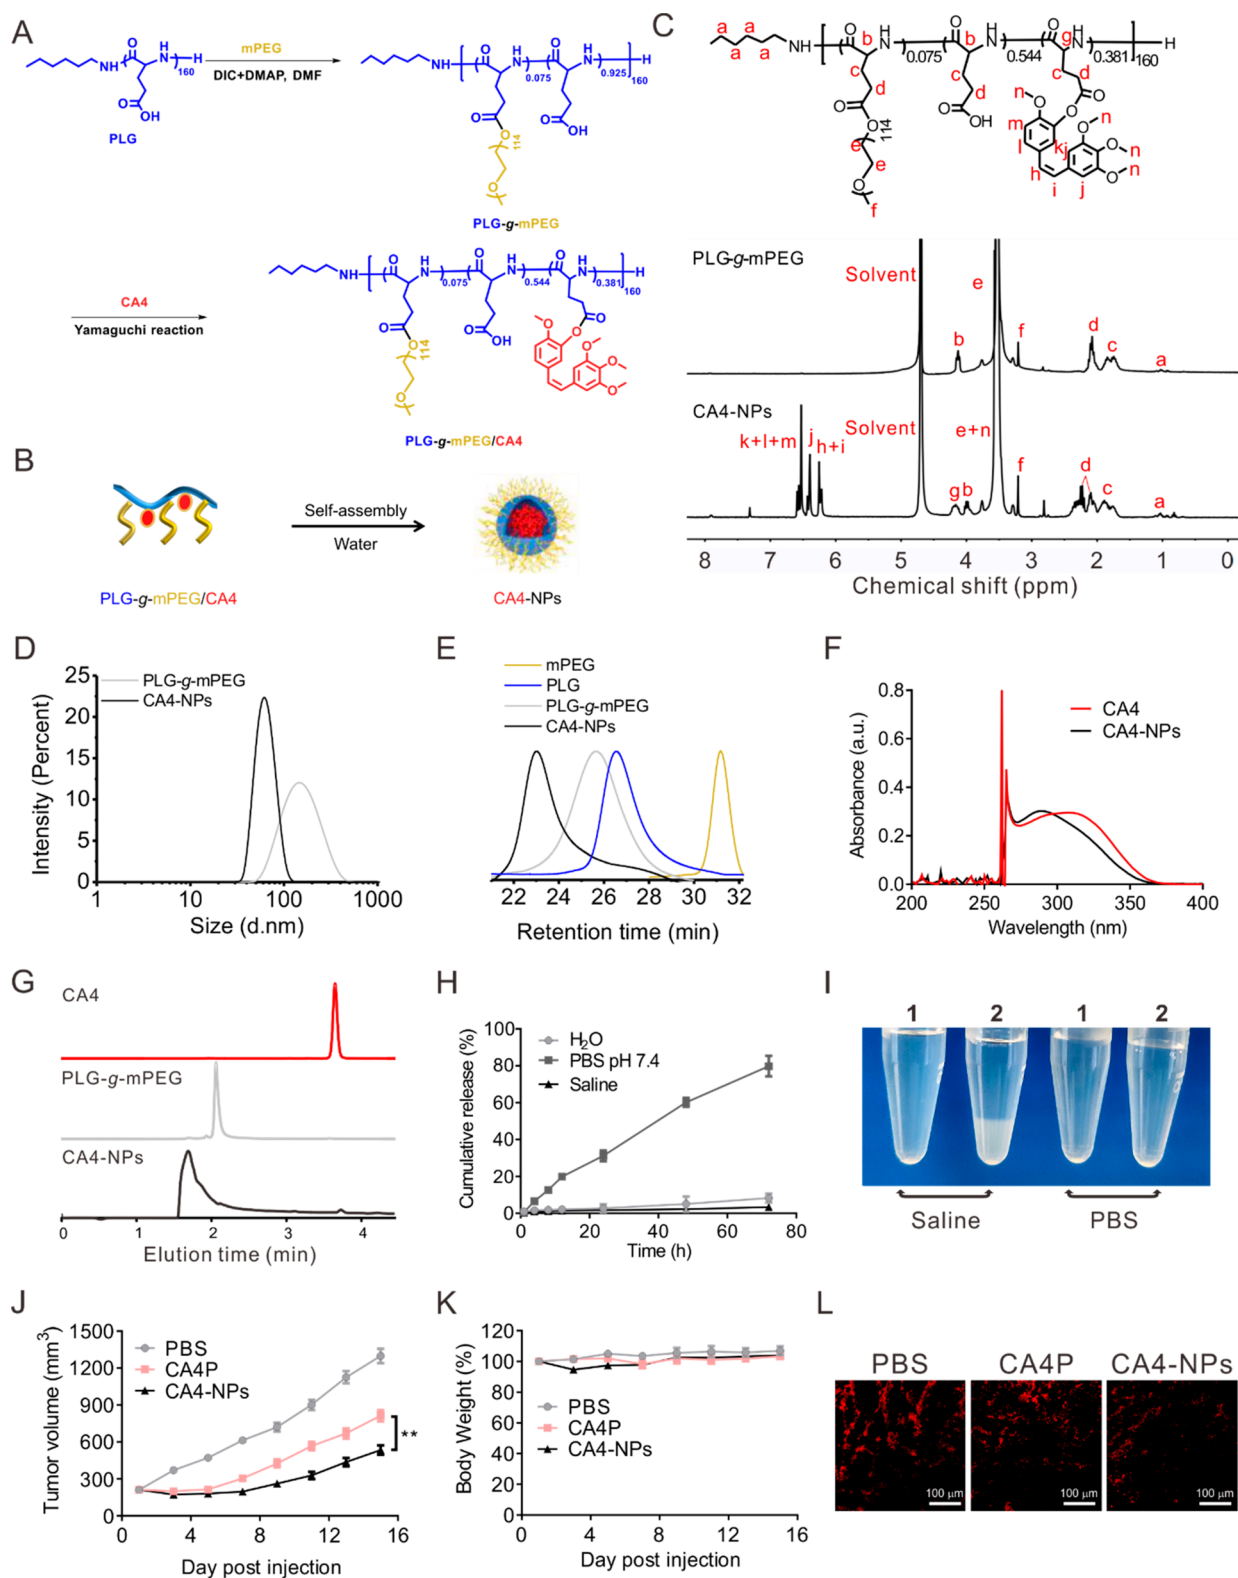 A
mPEG
DIC+DMAP, DMF
NH
H
160
O
OH
PLG
NH
O
H
N
0.075
O
H
N
0.925
H
160
O
O
114
O
OH
O
PLG-g-mPEG
CA4
Yamaguchi reaction
NH
O
H
N
0.075
O
H
N
0.544
O
H
N
0.381
H
160
O
O
114
O
O
OH
O
O
O
O
O
O
PLG-g-mPEG/CA4
B
Self-assembly
Water
PLG-g-mPEG/CA4
CA4-NPs
C
a a a a
NH
O b H N
0.075
O b H N
0.544
O g H N
0.381
H
160
c d
c d
c d
O
O
114
O
OH
O
O
n
O
m
l
k
j
n
O
O
n
O
n
h
i
j
e
e
O
f
PLG-g-mPEG
Solvent
e
b
f
d
c
a
CA4-NPs
k+l+m
j
h+i
Solvent
e+n
g
b
f
d
c
a
8 7 6 5 4 3 2 1 0
Chemical shift (ppm)
D
Intensity (Percent)
25
20
15
10
5
0
PLG-g-mPEG
CA4-NPs
1 10 100 1000
Size (d.nm)
E
mPEG
PLG
PLG-g-mPEG
CA4-NPs
22 24 26 28 30 32
Retention time (min)
F
Absorbance (a.u.)
0.8
0.6
0.4
0.2
0.0
CA4
CA4-NPs
200 250 300 350 400
Wavelength (nm)
G
CA4
PLG-g-mPEG
CA4-NPs
0 1 2 3 4
Elution time (min)
H
Cumulative release (%)
100
80
60
40
20
0
H2O
PBS pH 7.4
Saline
0 20 40 60 80
Time (h)
I
1 2 1 2
Saline PBS
J
Tumor volume (mm3)
1500
1200
900
600
300
0
PBS
CA4P
CA4-NPs
**
0 4 8 12 16
Day post injection
K
Body Weight (%)
120
100
80
60
40
20
0
PBS
CA4P
CA4-NPs
0 4 8 12 16
Day post injection
L
PBS CA4P CA4-NPs
100 μm 100 μm 100 μm